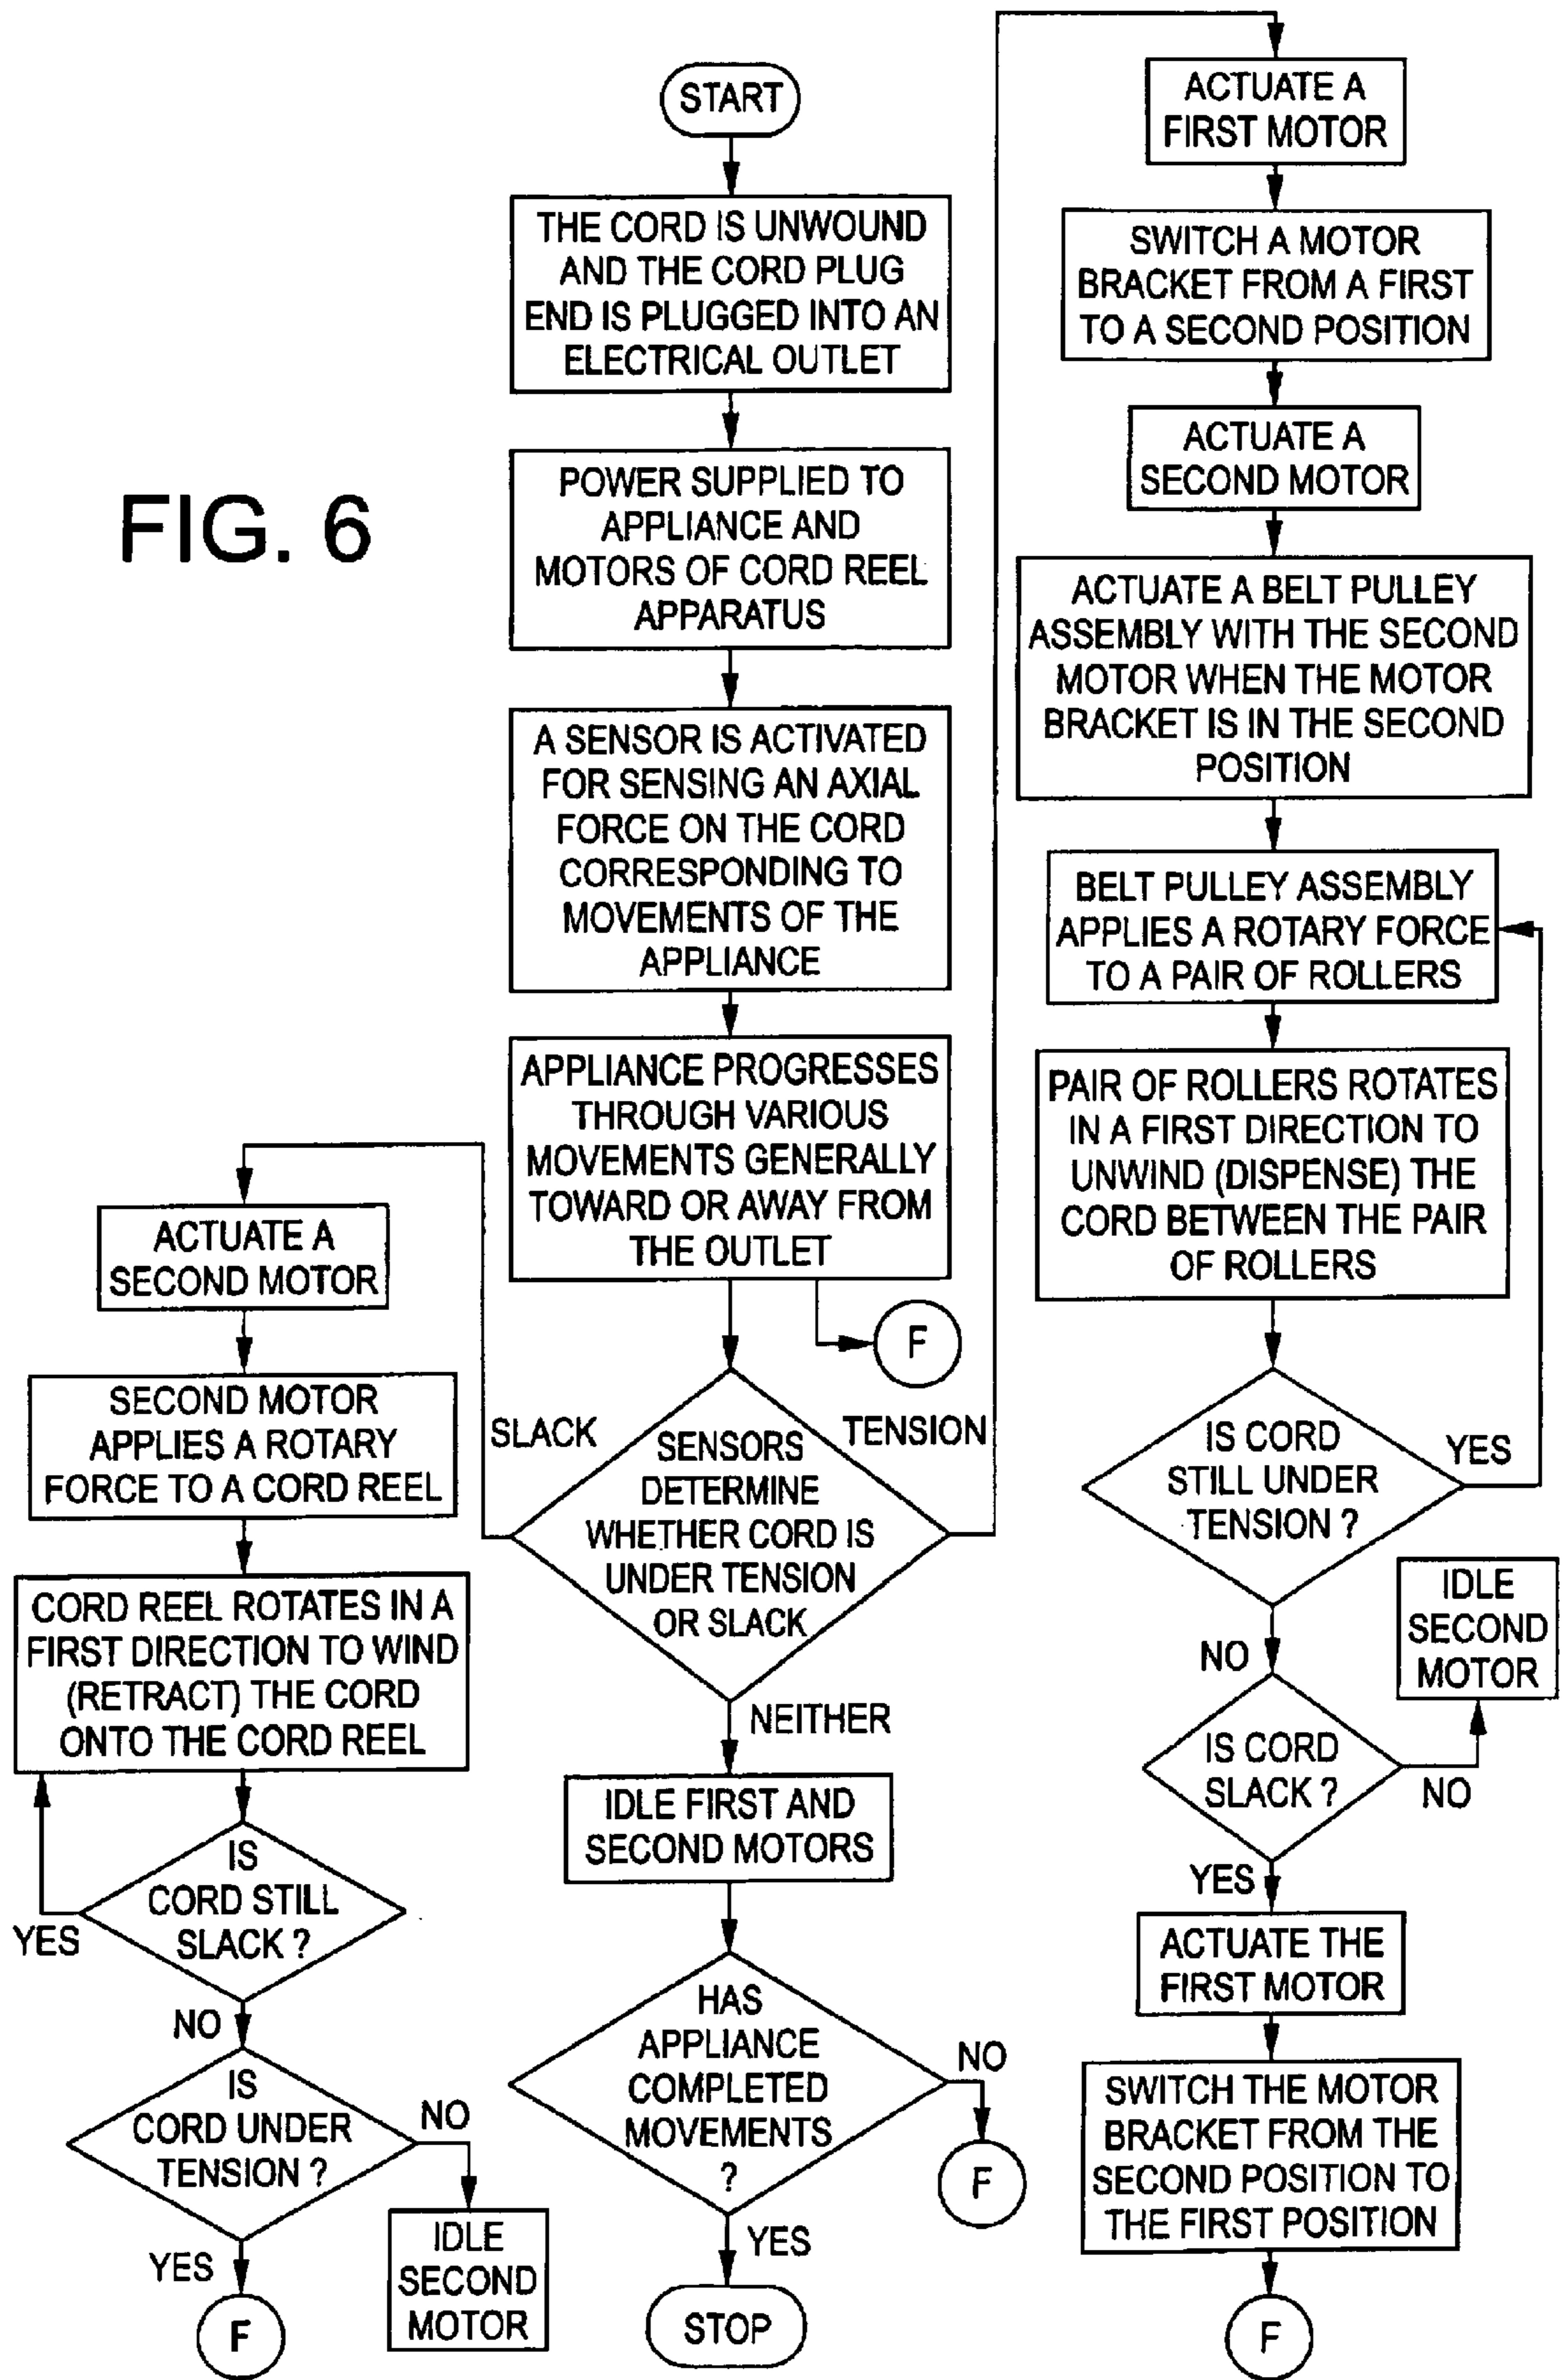 FIG. 6
START
THE CORD IS UNWOUND
AND THE CORD PLUG
END IS PLUGGED INTO AN
ELECTRICAL OUTLET
POWER SUPPLIED TO
APPLIANCE AND
MOTORS OF CORD REEL
APPARATUS
A SENSOR IS ACTIVATED
FOR SENSING AN AXIAL
FORCE ON THE CORD
CORRESPONDING TO
MOVEMENTS OF THE
APPLIANCE
APPLIANCE PROGRESSES
THROUGH VARIOUS
MOVEMENTS GENERALLY
TOWARD OR AWAY FROM
THE OUTLET
F
SENSORS
DETERMINE
WHETHER CORD IS
UNDER TENSION
OR SLACK
SLACK
TENSION
NEITHER
IDLE FIRST AND
SECOND MOTORS
HAS
APPLIANCE
COMPLETED
MOVEMENTS
?
NO
F
YES
STOP
ACTUATE A
SECOND MOTOR
SECOND MOTOR
APPLIES A ROTARY
FORCE TO A CORD REEL
CORD REEL ROTATES IN A
FIRST DIRECTION TO WIND
(RETRACT) THE CORD
ONTO THE CORD REEL
IS
CORD STILL
SLACK ?
YES
NO
IS
CORD UNDER
TENSION ?
NO
IDLE
SECOND
MOTOR
YES
F
ACTUATE A
FIRST MOTOR
SWITCH A MOTOR
BRACKET FROM A FIRST
TO A SECOND POSITION
ACTUATE A
SECOND MOTOR
ACTUATE A BELT PULLEY
ASSEMBLY WITH THE SECOND
MOTOR WHEN THE MOTOR
BRACKET IS IN THE SECOND
POSITION
BELT PULLEY ASSEMBLY
APPLIES A ROTARY FORCE
TO A PAIR OF ROLLERS
PAIR OF ROLLERS ROTATES
IN A FIRST DIRECTION TO
UNWIND (DISPENSE) THE
CORD BETWEEN THE PAIR
OF ROLLERS
IS CORD
STILL UNDER
TENSION ?
YES
NO
IS CORD
SLACK ?
NO
IDLE
SECOND
MOTOR
YES
ACTUATE THE
FIRST MOTOR
SWITCH THE MOTOR
BRACKET FROM THE
SECOND POSITION TO
THE FIRST POSITION
F